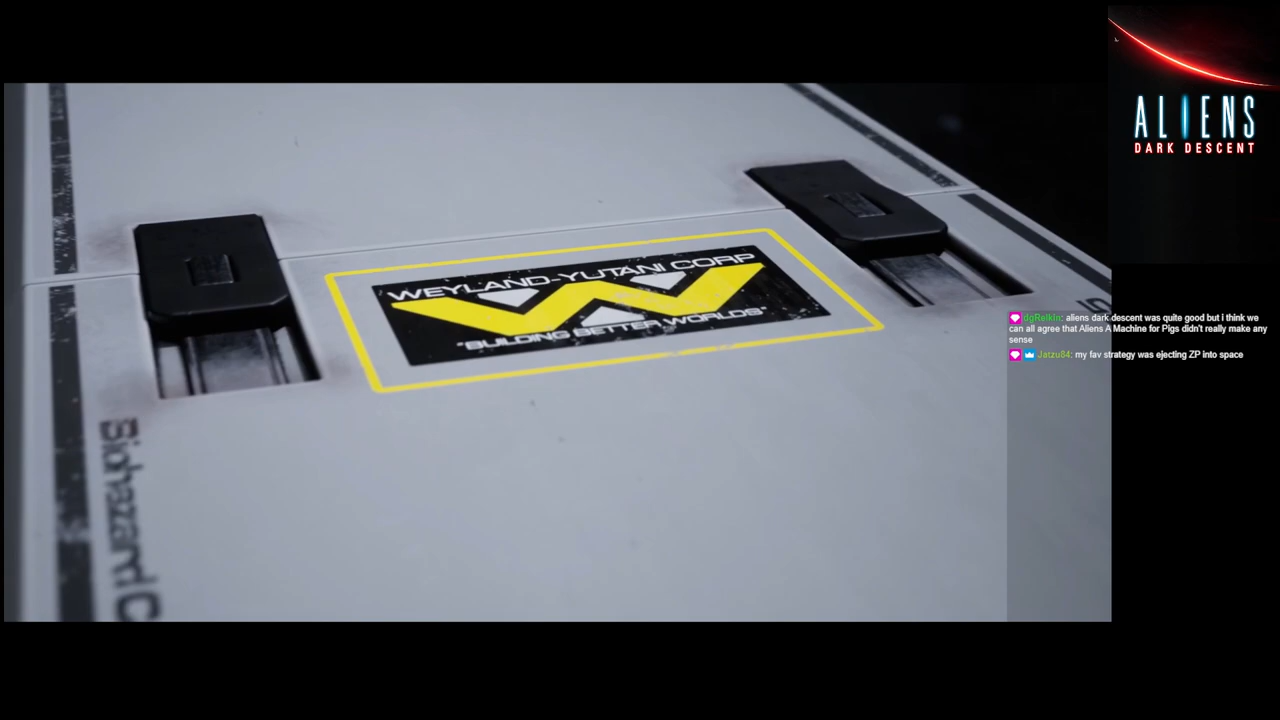 ALIENS
DARK DESCENT
WEYLAND-YUTANI CORP
"BUILDING BETTER WORLDS"
dgRelkin: aliens dark descent was quite good but i think we
can all agree that Aliens A Machine for Pigs didn't really make any
sense
Jatzu84: my fav strategy was ejecting ZP into space
Biohazard